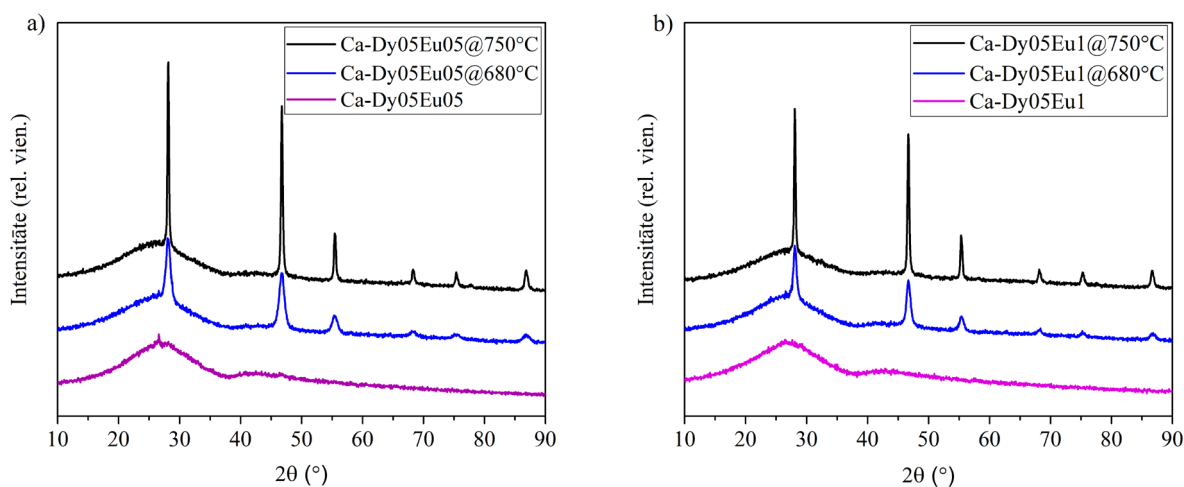 a)
Ca-Dy05Eu05@750°C
Ca-Dy05Eu05@680°C
Ca-Dy05Eu05
Intensitāte (rel. vien.)
10 20 30 40 50 60 70 80 90
2θ (°)
b)
Ca-Dy05Eu1@750°C
Ca-Dy05Eu1@680°C
Ca-Dy05Eu1
Intensitāte (rel. vien.)
10 20 30 40 50 60 70 80 90
2θ (°)